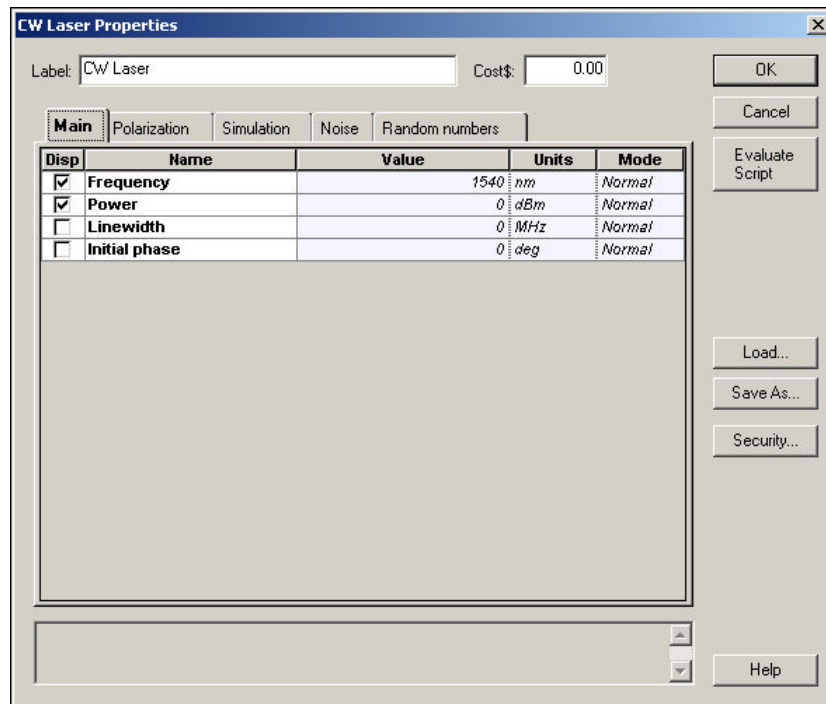 CW Laser Properties
Label: CW Laser Cost$: 0.00 OK
Cancel
Main Polarization Simulation Noise Random numbers
Evaluate Script
Disp Name Value Units Mode
Frequency 1540 nm Normal
Power 0 dBm Normal
Linewidth 0 MHz Normal
Initial phase 0 deg Normal
Load...
Save As...
Security...
Help